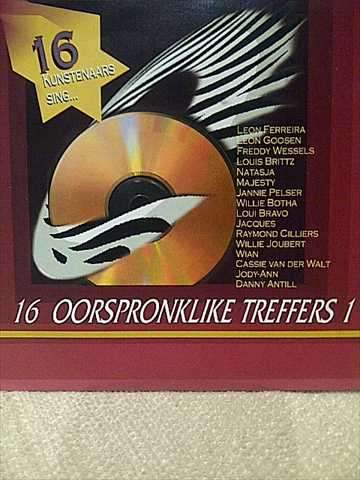 16
KUNSTENAARS
SING...
LEON FERREIRA
LEON GOOSEN
FREDDY WESSELS
LOUIS BRITTZ
NATASJA
MAJESTY
JANNIE PELSER
WILLIE BOTHA
LOUI BRAVO
JACQUES
RAYMOND CILLIERS
WILLIE JOUBERT
WIAN
CASSIE VAN DER WALT
JODY-ANN
DANNY ANTILL
16 OORSPRONKLIKE TREFFERS 1